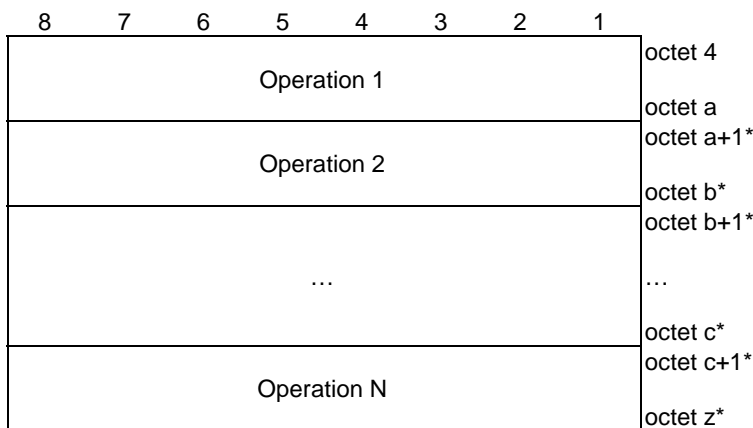 8 7 6 5 4 3 2 1
octet 4
Operation 1
octet a
octet a+1*
Operation 2
octet b*
octet b+1*
… …
octet c*
octet c+1*
Operation N
octet z*